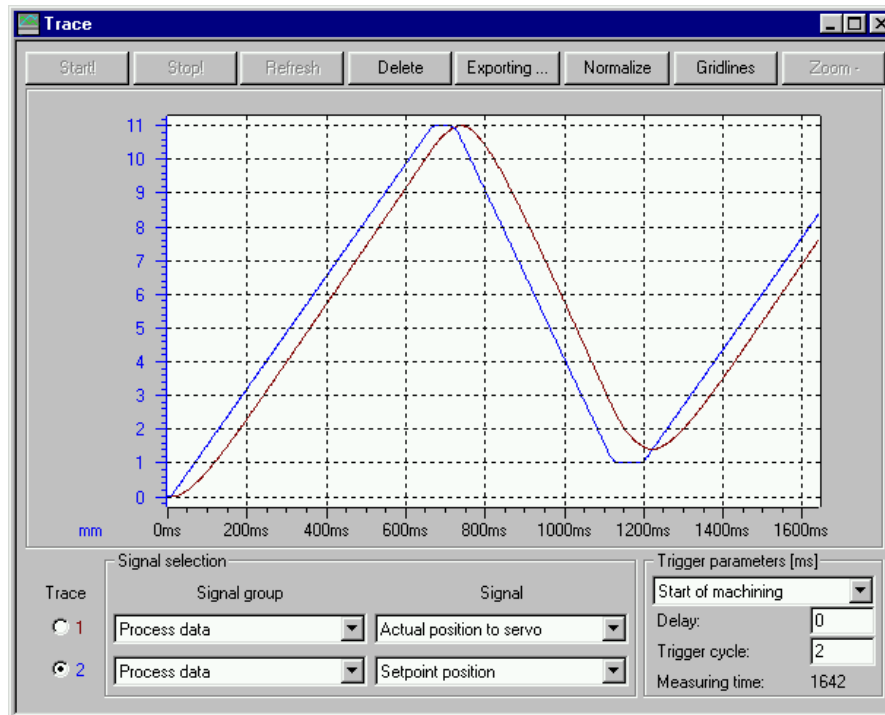 Trace
Start! Stop! Refresh Delete Exporting ... Normalize Gridlines Zoom -
11
10
9
8
7
6
5
4
3
2
1
0
mm 0ms 200ms 400ms 600ms 800ms 1000ms 1200ms 1400ms 1600ms
Signal selection
Trace Signal group Signal
1 Process data Actual position to servo
2 Process data Setpoint position
Trigger parameters [ms]
Start of machining
Delay: 0
Trigger cycle: 2
Measuring time: 1642